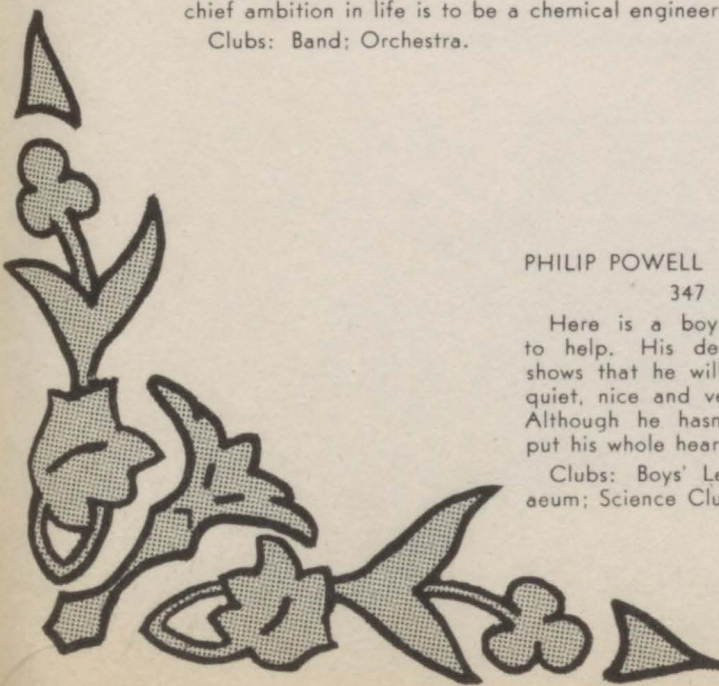 chief ambition in life is to be a chemical engineer
Clubs: Band; Orchestra.
PHILIP POWELL
347
Here is a boy
to help. His de
shows that he will
quiet, nice and ve
Although he hasn
put his whole hear
Clubs: Boys' Le
aeum; Science Clu